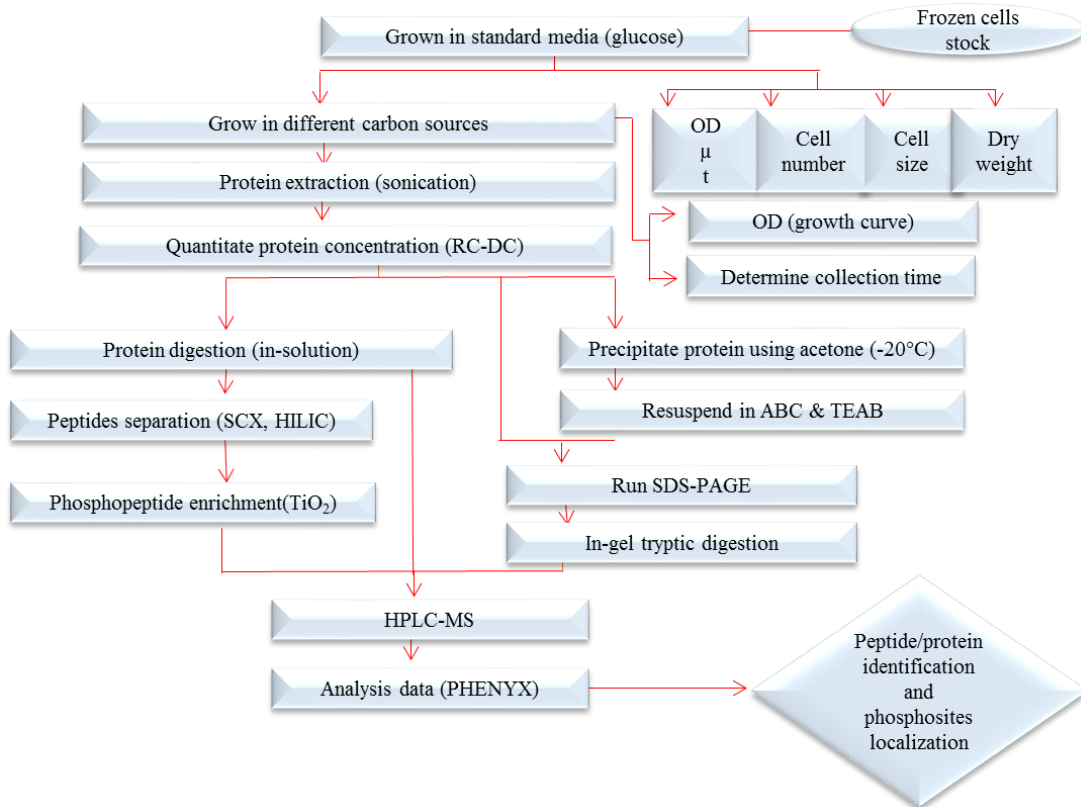 Grown in standard media (glucose)
Frozen cells
stock
Grow in different carbon sources
OD
μ
t
Cell
number
Cell
size
Dry
weight
Protein extraction (sonication)
OD (growth curve)
Quantitate protein concentration (RC-DC)
Determine collection time
Protein digestion (in-solution)
Precipitate protein using acetone (-20°C)
Peptides separation (SCX, HILIC)
Resuspend in ABC & TEAB
Phosphopeptide enrichment(TiO₂)
Run SDS-PAGE
In-gel tryptic digestion
HPLC-MS
Analysis data (PHENYX)
Peptide/protein
identification
and
phosphosites
localization